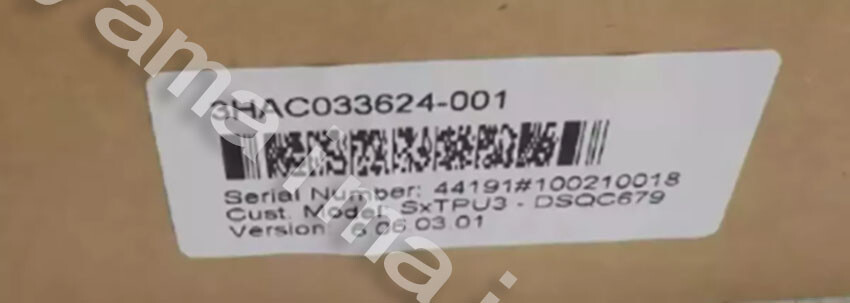 3HAC033624-001
Serial Number: 44191#100210018
Cust. Model: SxTPU3 - DSQC679
Version: 6.06.03.01